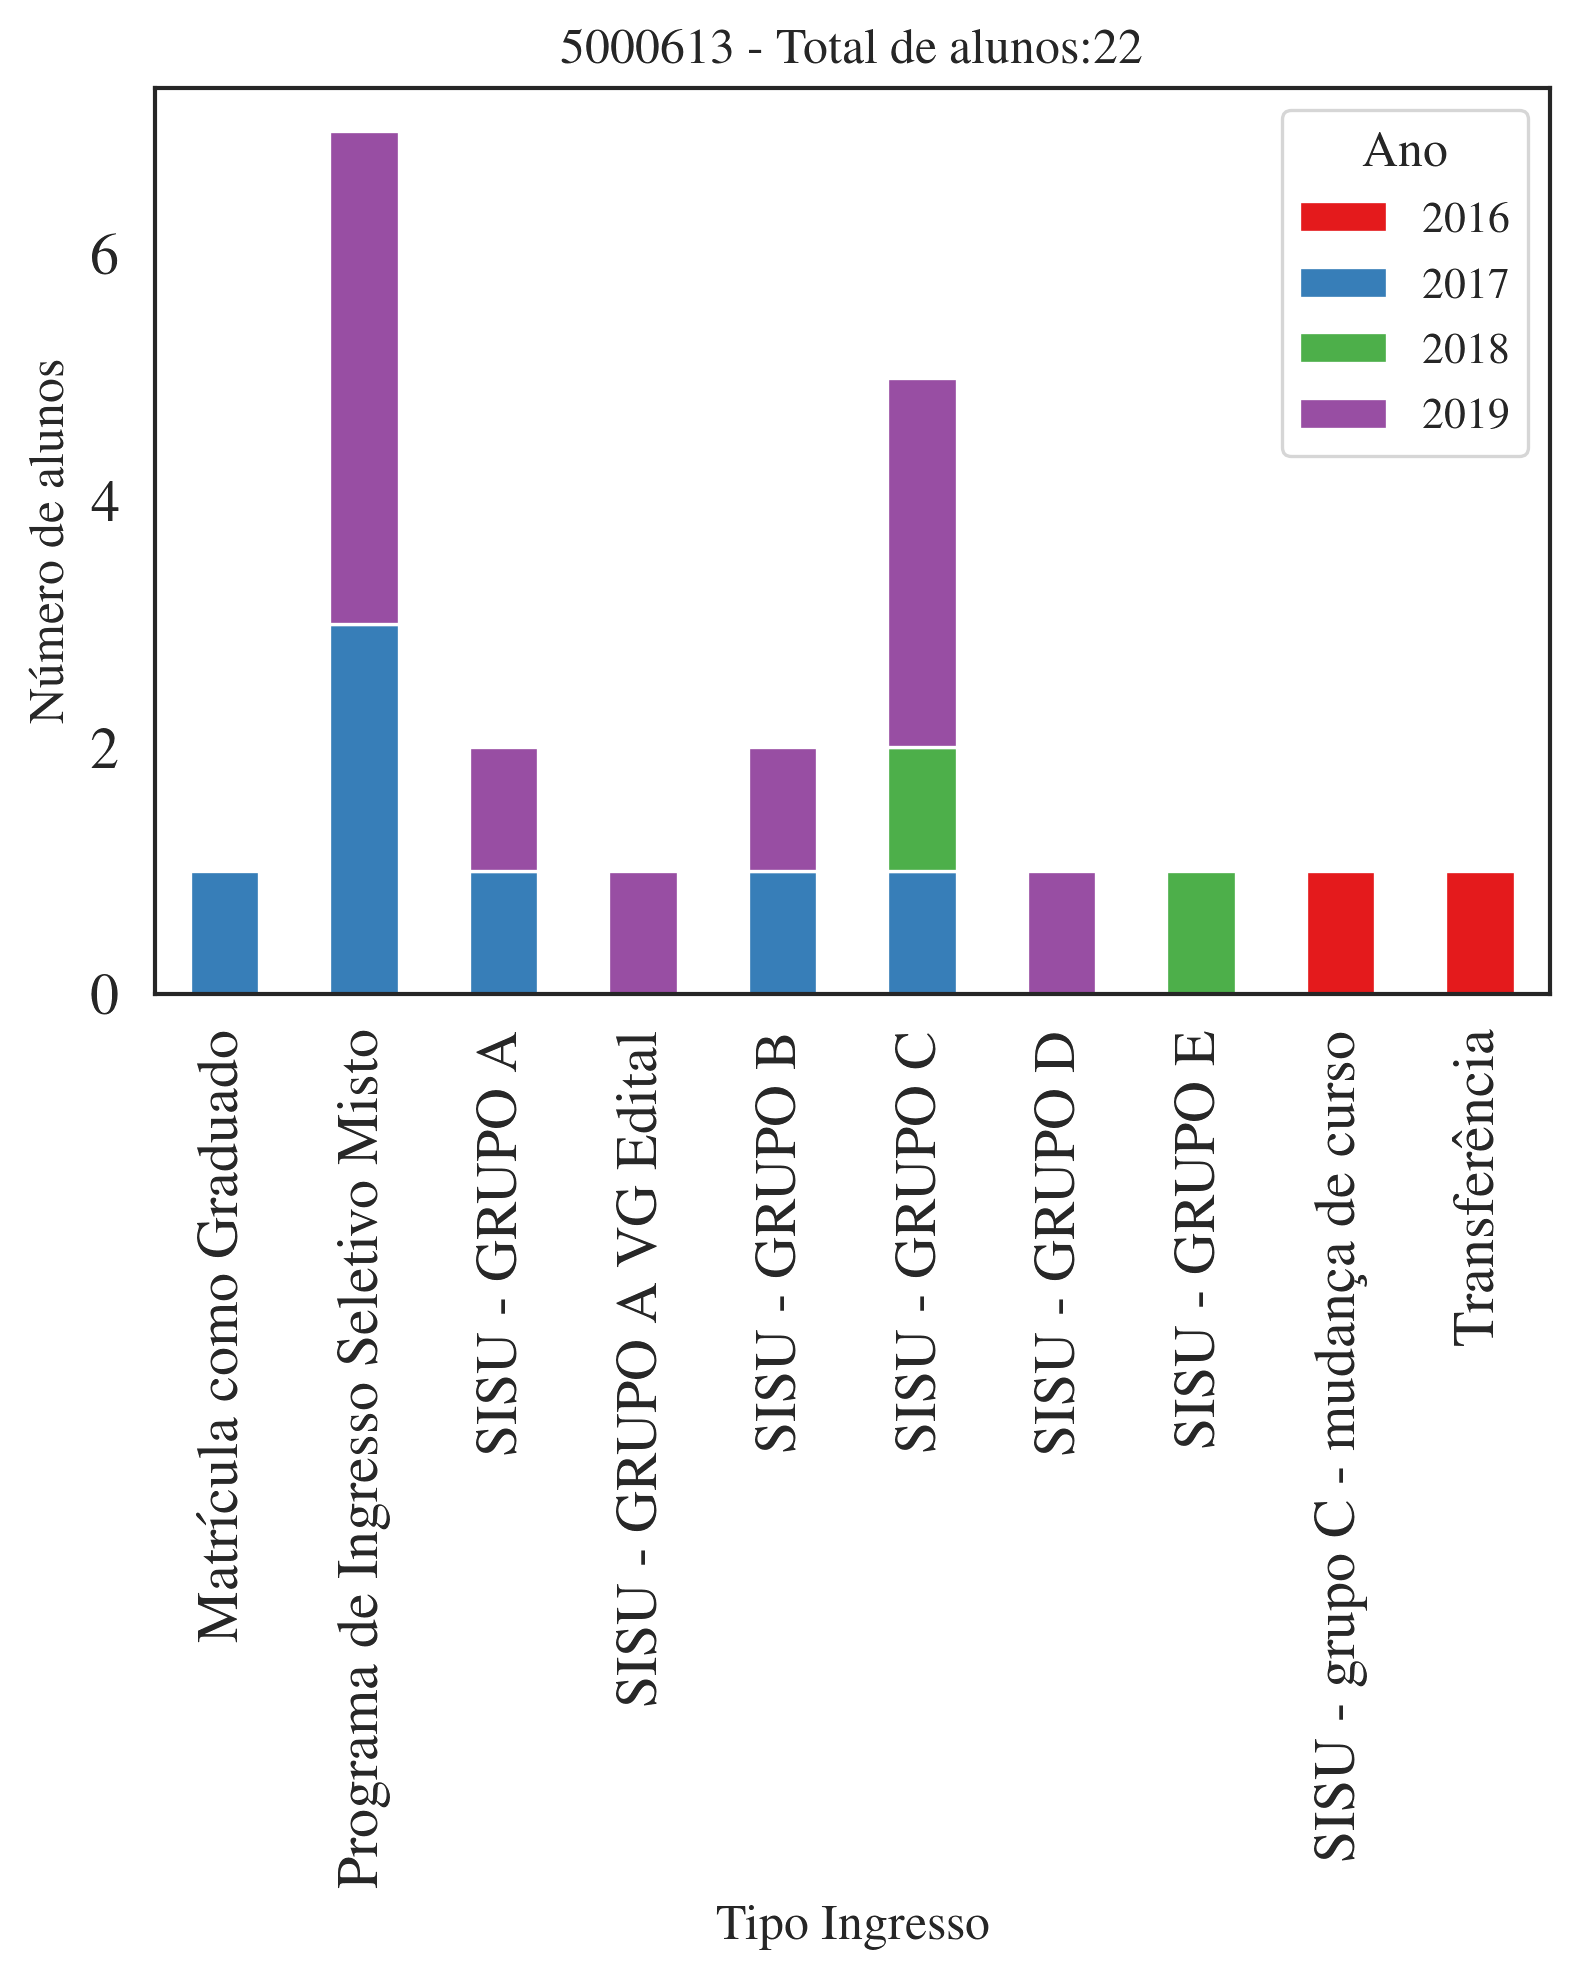 5000613 - Total de alunos:22
Ano
2016
2017
2018
2019
Número de alunos
6
4
2
0
Matrícula como Graduado
Programa de Ingresso Seletivo Misto
SISU - GRUPO A
SISU - GRUPO A VG Edital
SISU - GRUPO B
SISU - GRUPO C
SISU - GRUPO D
SISU - GRUPO E
SISU - grupo C - mudança de curso
Transferência
Tipo Ingresso